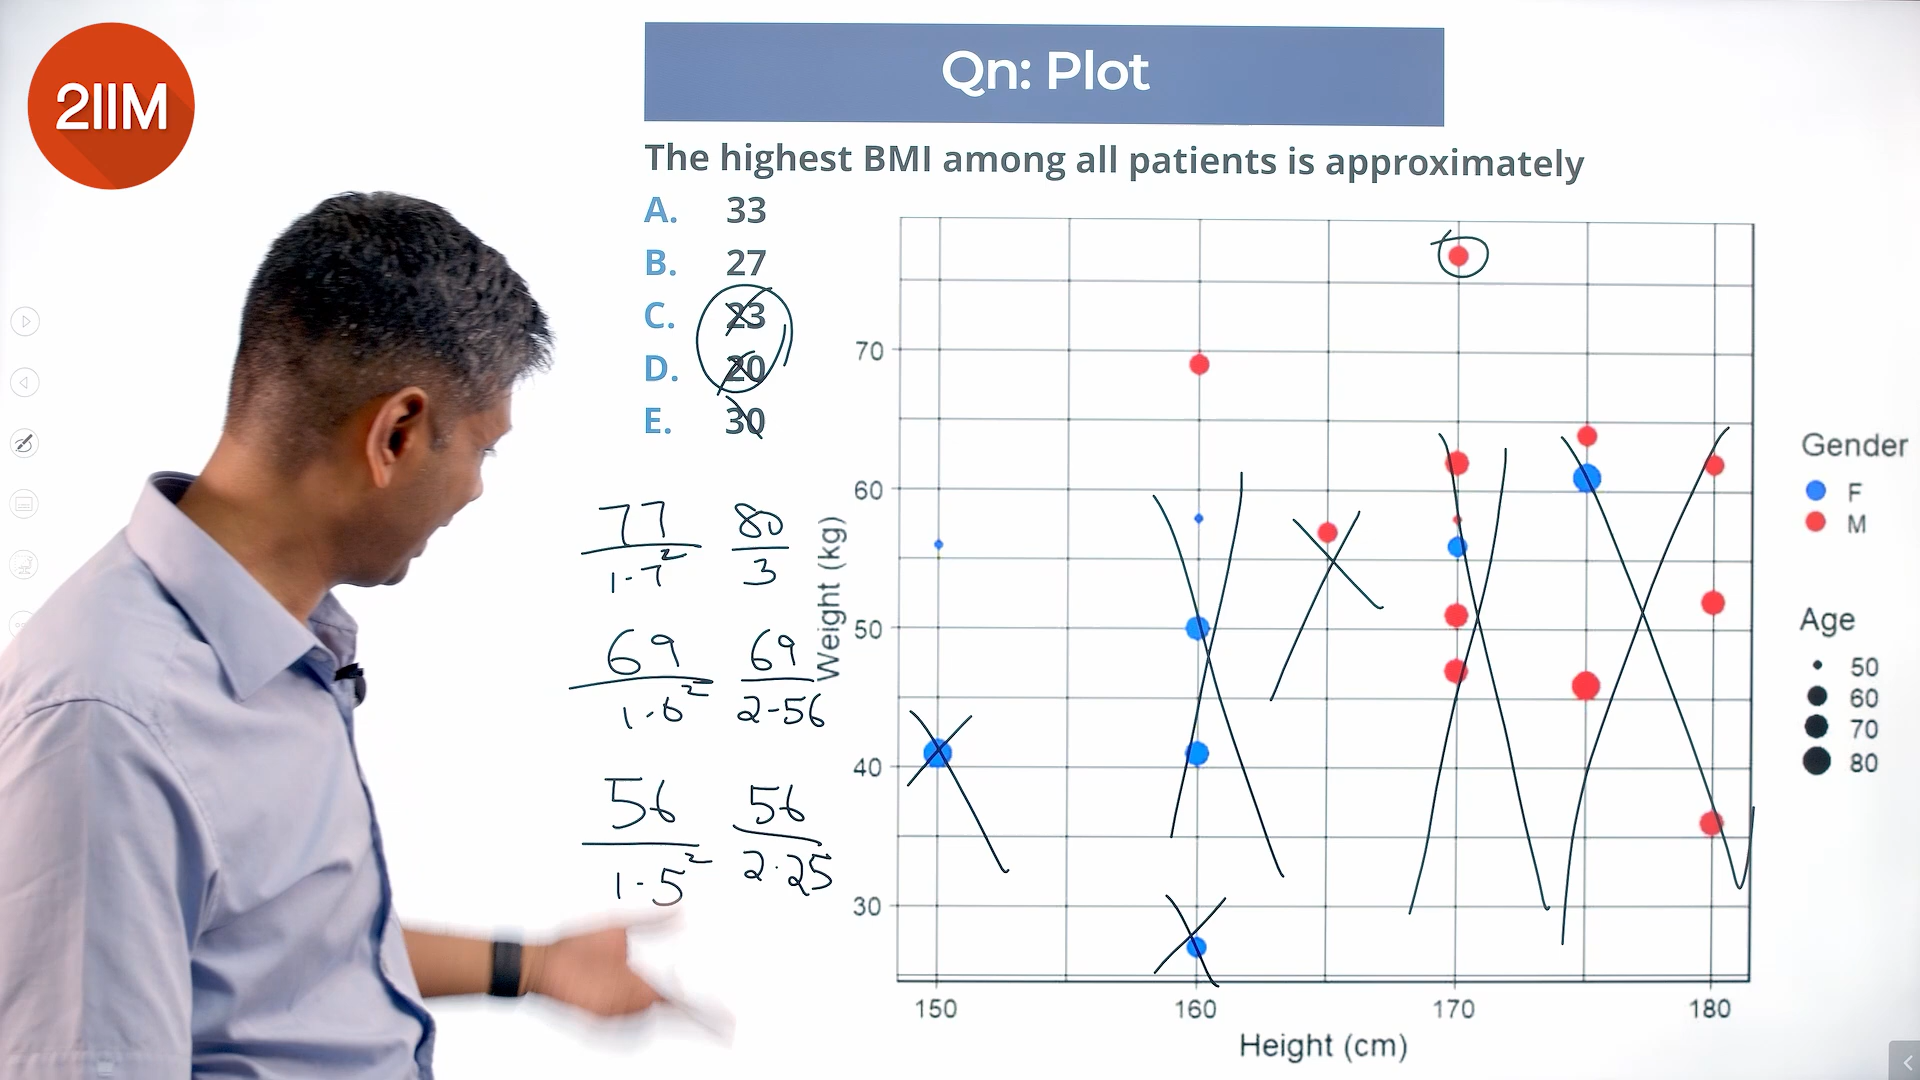 2IIM
Qn: Plot
The highest BMI among all patients is approximately
A. 33
B. 27
C. 23
D. 20
E. 30
77 80
1.7² 3
69 69
1.6² 2.56
56 56
1.5² 2.25
Weight (kg)
70
60
50
40
30
150 160 170 180
Height (cm)
Gender
F
M
Age
50
60
70
80